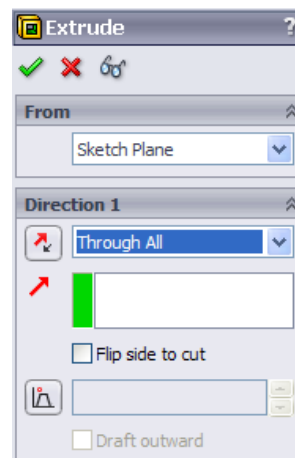 Extrude ?
From
Sketch Plane
Direction 1
Through All
Flip side to cut
Draft outward